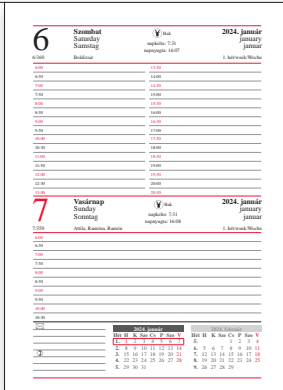 6 Szombat Bak 2024. január
Saturday january
Samstag napkelte: 7:31 januar
napnyugta: 16:07
6/360 Boldizsár 1. hét/week/Woche
6:00 13:30
6:30 14:00
7:00 14:30
7:30 15:00
8:00 15:30
8:30 16:00
9:00 16:30
9:30 17:00
10:00 17:30
10:30 18:00
11:00 18:30
11:30 19:00
12:00 19:30
12:30 20:00
13:00 20:30
7 Vasárnap Bak 2024. január
Sunday january
Sonntag napkelte: 7:31 januar
napnyugta: 16:08
7/359 Attila, Ramóna, Ramón 1. hét/week/Woche
6:00
6:30
7:00
7:30
8:00
8:30
9:00
9:30
10:00
10:30
2024. január 2024. február
Hét H K Sze Cs P Szo V Hét H K Sze Cs P Szo V
1. 1 2 3 4 5 6 7 5. 1 2 3 4
2. 8 9 10 11 12 13 14 6. 5 6 7 8 9 10 11
3. 15 16 17 18 19 20 21 7. 12 13 14 15 16 17 18
4. 22 23 24 25 26 27 28 8. 19 20 21 22 23 24 25
5. 29 30 31 9. 26 27 28 29